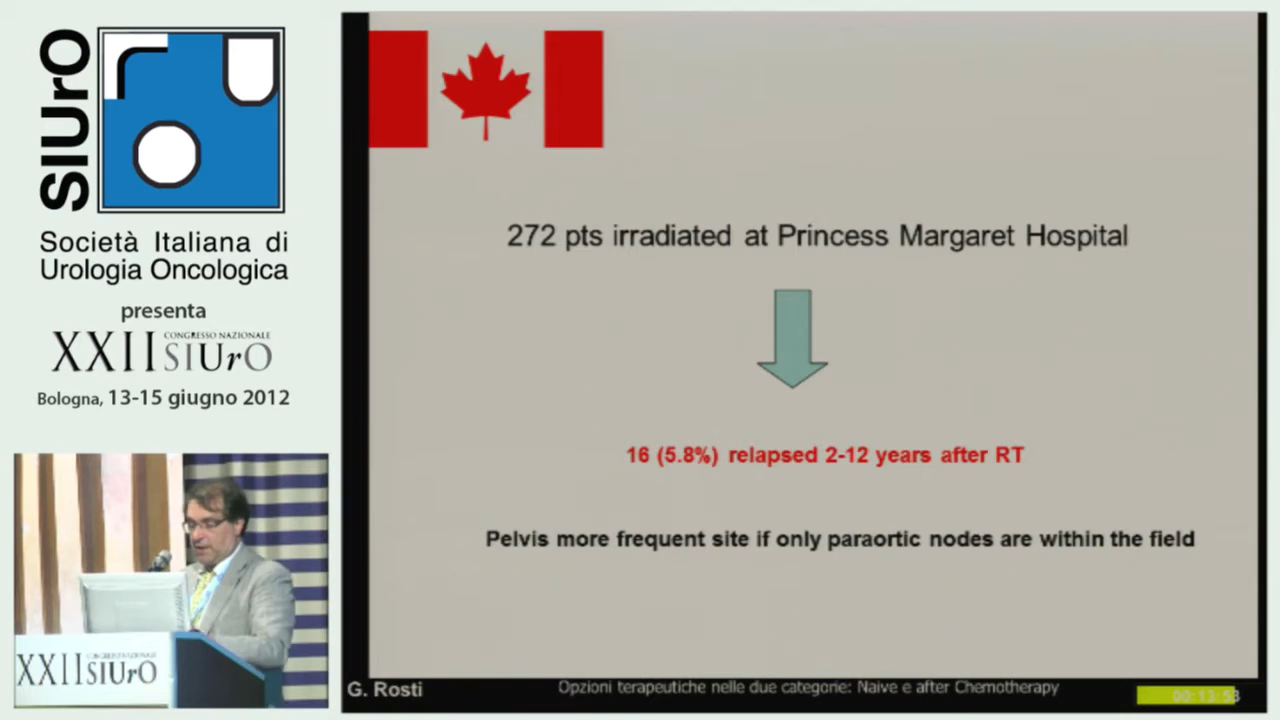 SIUrO
Società Italiana di
Urologia Oncologica
presenta
XXII CONGRESSO NAZIONALE
SIUrO
Bologna, 13-15 giugno 2012
XXII CONGRESSO NAZIONALE
SIUrO
272 pts irradiated at Princess Margaret Hospital
16 (5.8%) relapsed 2-12 years after RT
Pelvis more frequent site if only paraortic nodes are within the field
G. Rosti
Opzioni terapeutiche nelle due categorie: Naive e after Chemotherapy
00:13:53